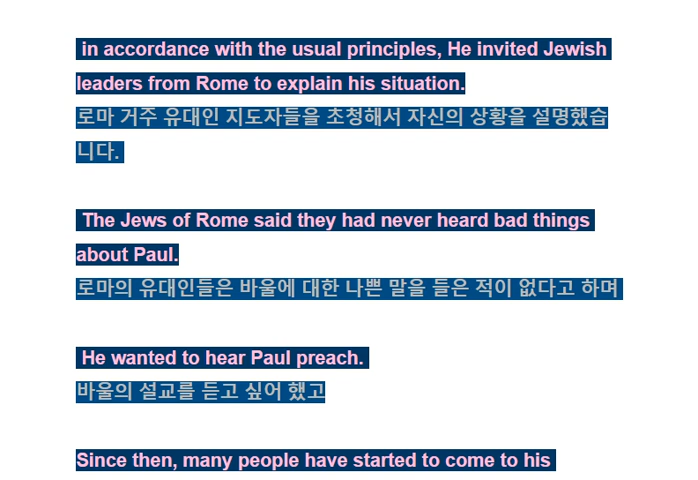 in accordance with the usual principles, He invited Jewish
leaders from Rome to explain his situation.
로마 거주 유대인 지도자들을 초청해서 자신의 상황을 설명했습
니다.
The Jews of Rome said they had never heard bad things
about Paul.
로마의 유대인들은 바울에 대한 나쁜 말을 들은 적이 없다고 하며
He wanted to hear Paul preach.
바울의 설교를 듣고 싶어 했고
Since then, many people have started to come to his